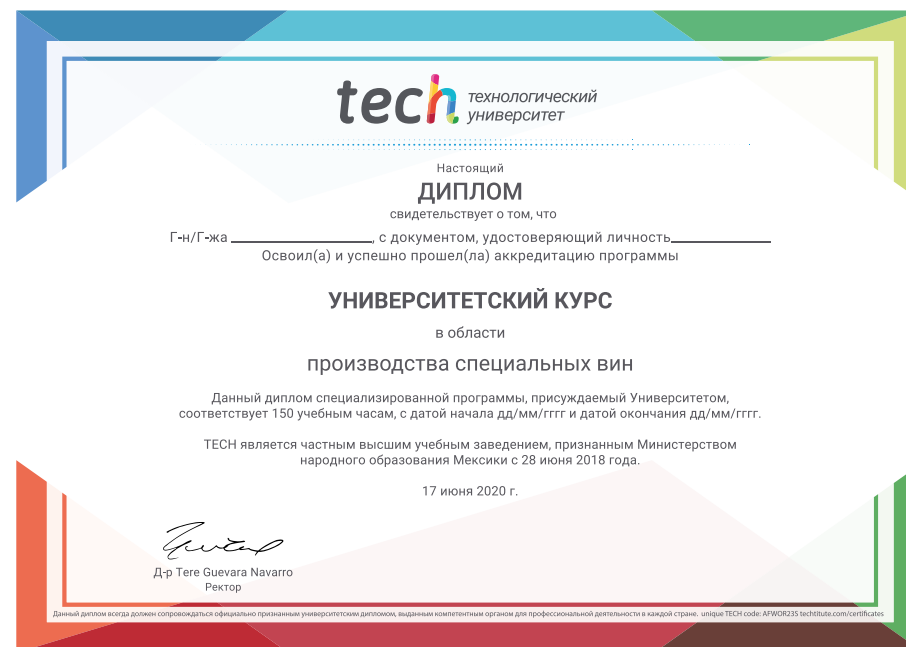 tech технологический
университет
Настоящий
ДИПЛОМ
свидетельствует о том, что
Г-н/Г-жа ____________________, с документом, удостоверяющий личность______________
Освоил(а) и успешно прошел(ла) аккредитацию программы
УНИВЕРСИТЕТСКИЙ КУРС
в области
производства специальных вин
Данный диплом специализированной программы, присуждаемый Университетом,
соответствует 150 учебным часам, с датой начала дд/мм/гггг и датой окончания дд/мм/гггг.
TECH является частным высшим учебным заведением, признанным Министерством
народного образования Мексики с 28 июня 2018 года.
17 июня 2020 г.
Д-р Tere Guevara Navarro
Ректор
Данный диплом всегда должен сопровождаться официально признанным университетским дипломом, выданным компетентным органом для профессиональной деятельности в каждой стране. unique TECH code: AFWOR23S techtitute.com/certificates